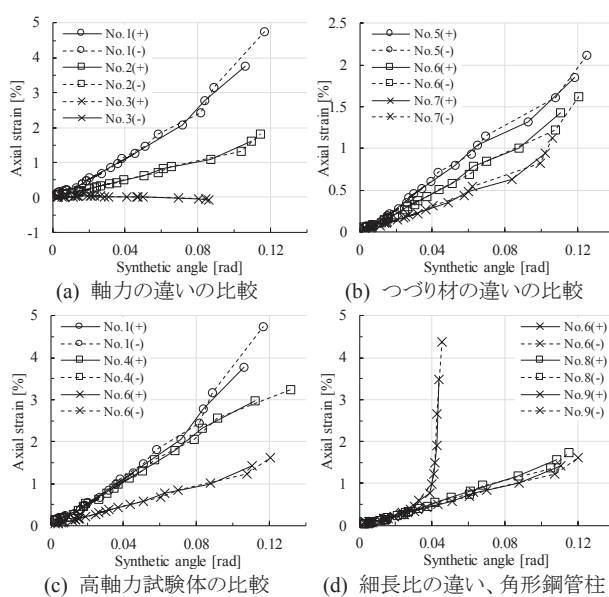 5
4
3
2
1
0
-1
Axial strain [%]
No.1(+)
No.1(-)
No.2(+)
No.2(-)
No.3(+)
No.3(-)
0 0.04 0.08 0.12
Synthetic angle [rad]
(a) 軸力の違いの比較
2.5
2
1.5
1
0.5
0
Axial strain [%]
No.5(+)
No.5(-)
No.6(+)
No.6(-)
No.7(+)
No.7(-)
0 0.04 0.08 0.12
Synthetic angle [rad]
(b) つづり材の違いの比較
5
4
3
2
1
0
Axial strain [%]
No.1(+)
No.1(-)
No.4(+)
No.4(-)
No.6(+)
No.6(-)
0 0.04 0.08 0.12
Synthetic angle [rad]
(c) 高軸力試験体の比較
5
4
3
2
1
0
Axial strain [%]
No.6(+)
No.6(-)
No.8(+)
No.8(-)
No.9(+)
No.9(-)
0 0.04 0.08 0.12
Synthetic angle [rad]
(d) 細長比の違い、角形鋼管柱